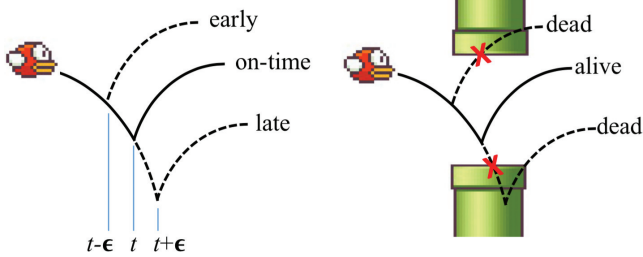 early
on-time
late
t-ϵ t t+ϵ
dead
alive
dead